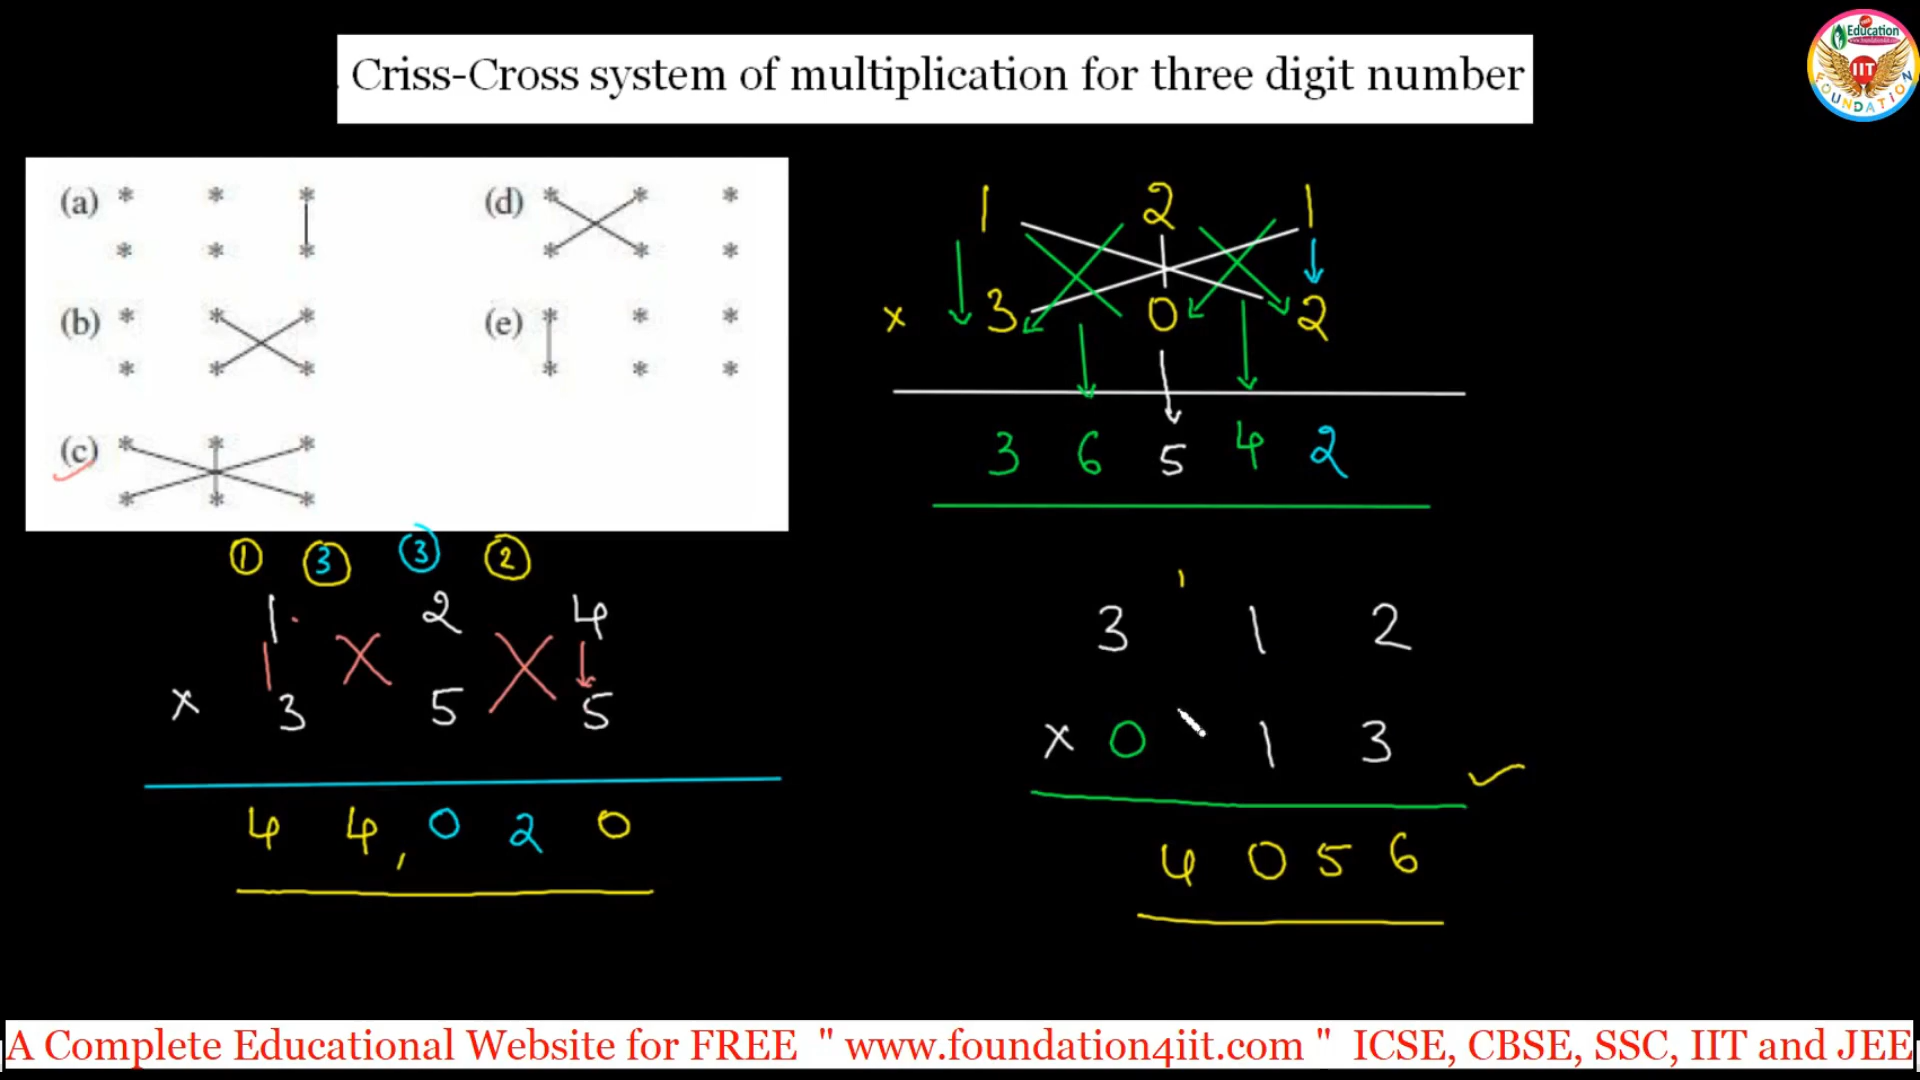 Criss-Cross system of multiplication for three digit number
Education
IIT
FOUNDATION
(a) * * *
* * *
(b) * * *
* * *
(c) * * *
* * *
(d) * * *
* * *
(e) * * *
* * *
1 2 1
x 3 0 2
3 6 5 4 2
1 3 3 2
1 2 4
x 3 5 5
4 4, 0 2 0
1
3 1 2
x 0 1 3
4 0 5 6
A Complete Educational Website for FREE " www.foundation4iit.com " ICSE, CBSE, SSC, IIT and JEE